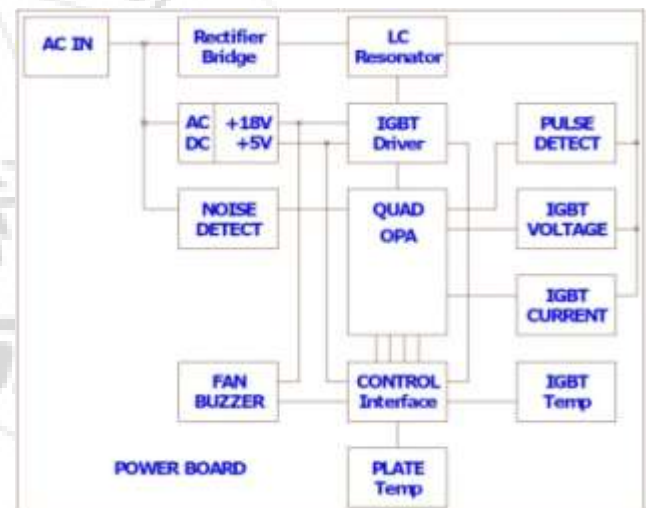 AC IN
Rectifier
Bridge
LC
Resonator
AC +18V
DC +5V
IGBT
Driver
PULSE
DETECT
NOISE
DETECT
QUAD
OPA
IGBT
VOLTAGE
IGBT
CURRENT
FAN
BUZZER
CONTROL
Interface
IGBT
Temp
POWER BOARD
PLATE
Temp